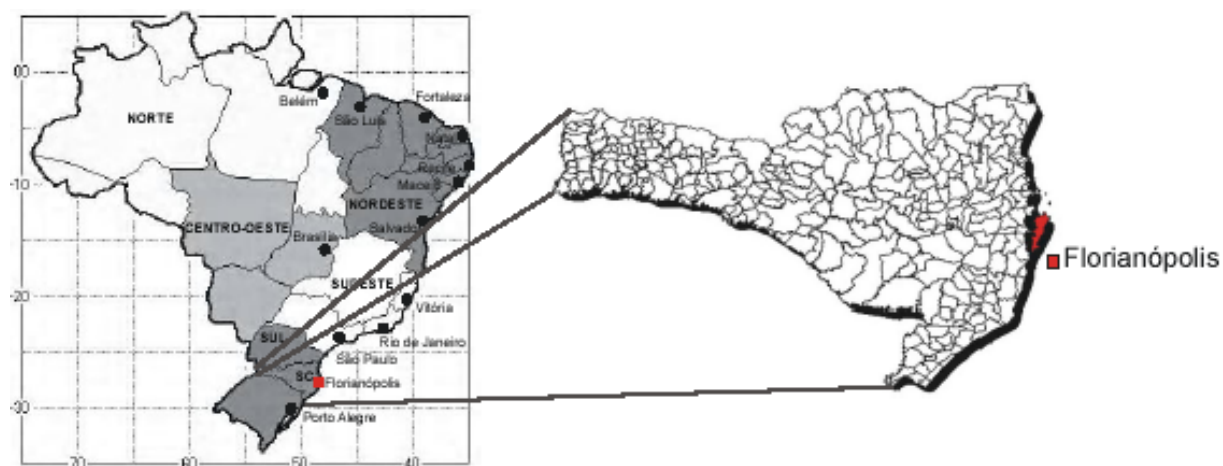 00
-10
-20
-30
-70
-60
-50
-40
NORTE
Belém
São Luís
Fortaleza
Natal
Recife
Maceió
NORDESTE
CENTRO-OESTE
Salvado
Brasília
SUDESTE
Vitória
Rio de Janeiro
SUL
São Paulo
SC
Florianópolis
Porto Alegre
Florianópolis